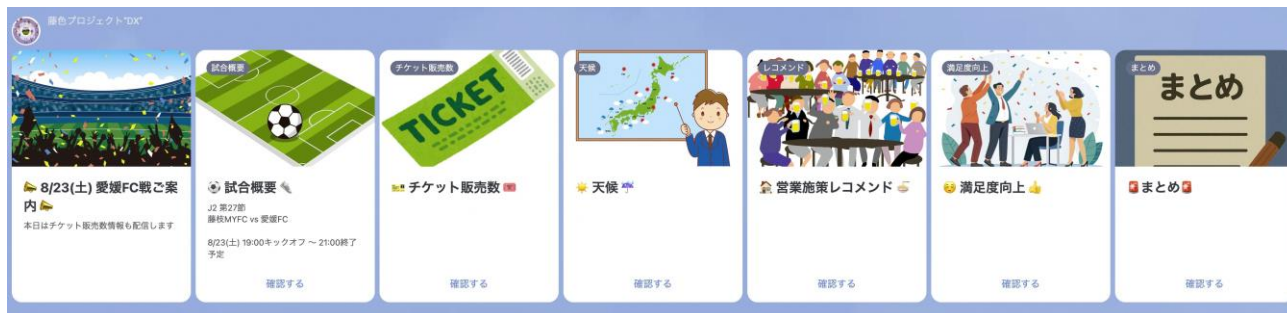 藤色プロジェクト"DX"
📣 8/23(土) 愛媛FC戦ご案
内📣
本日はチケット販売数情報も配信します
試合概要
⚽ 試合概要
J2 第27節
藤枝MYFC vs 愛媛FC
8/23(土) 19:00キックオフ 〜 21:00終了
予定
確認する
チケット販売数
TICKET
🎫 チケット販売数 🎟️
確認する
天候
☀️ 天候 ☔
確認する
レコメンド
営業施策レコメンド
確認する
満足度向上
😌 満足度向上👍
確認する
まとめ
まとめ
🚨まとめ🚨
確認する